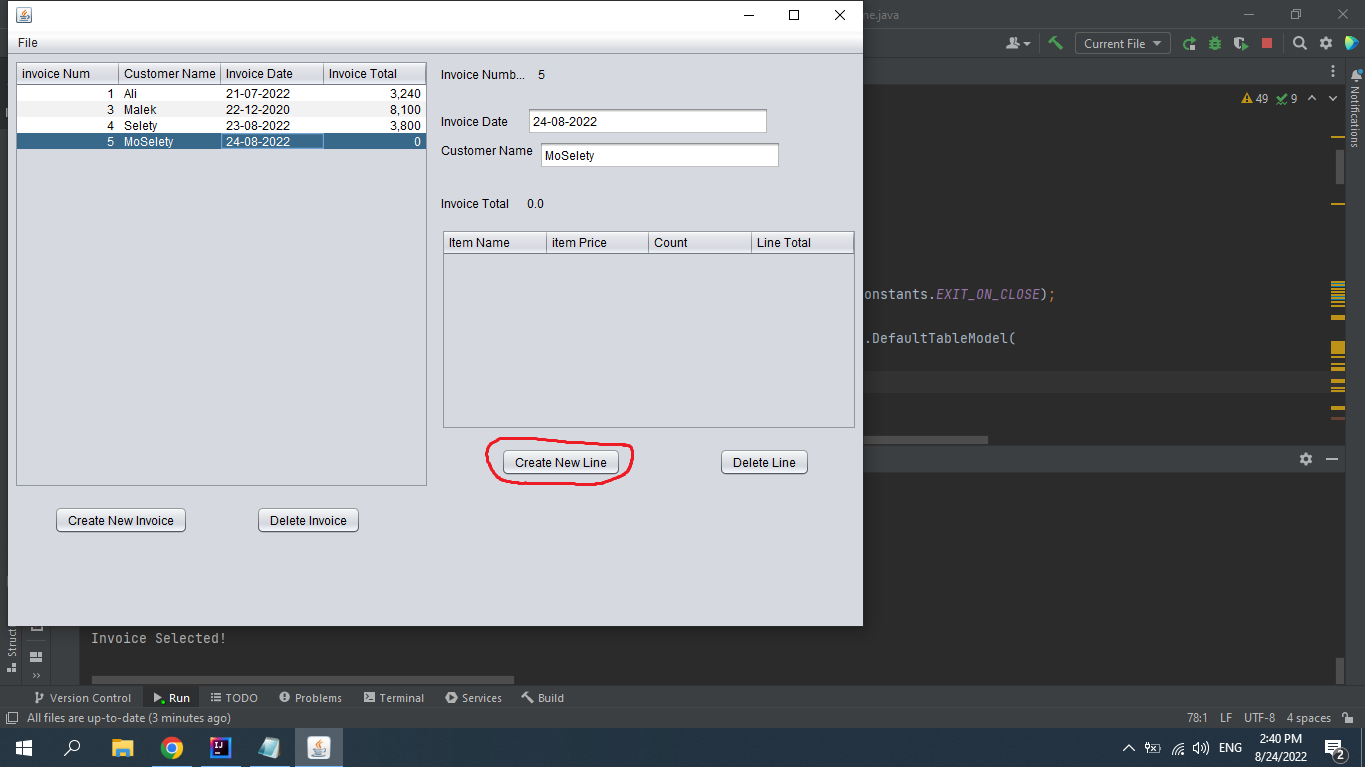 ne.java
File
Current File
invoice Num Customer Name Invoice Date Invoice Total
1 Ali 21-07-2022 3,240
3 Malek 22-12-2020 8,100
4 Selety 23-08-2022 3,800
5 MoSelety 24-08-2022 0
Invoice Numb... 5
Invoice Date 24-08-2022
Customer Name MoSelety
Invoice Total 0.0
Item Name item Price Count Line Total
Create New Line Delete Line
Create New Invoice Delete Invoice
49 9
Notifications
onstants.EXIT_ON_CLOSE);
.DefaultTableModel(
Invoice Selected!
Struct
Version Control Run TODO Problems Terminal Services Build
All files are up-to-date (3 minutes ago) 78:1 LF UTF-8 4 spaces
IJ
ENG 2:40 PM
8/24/2022 2